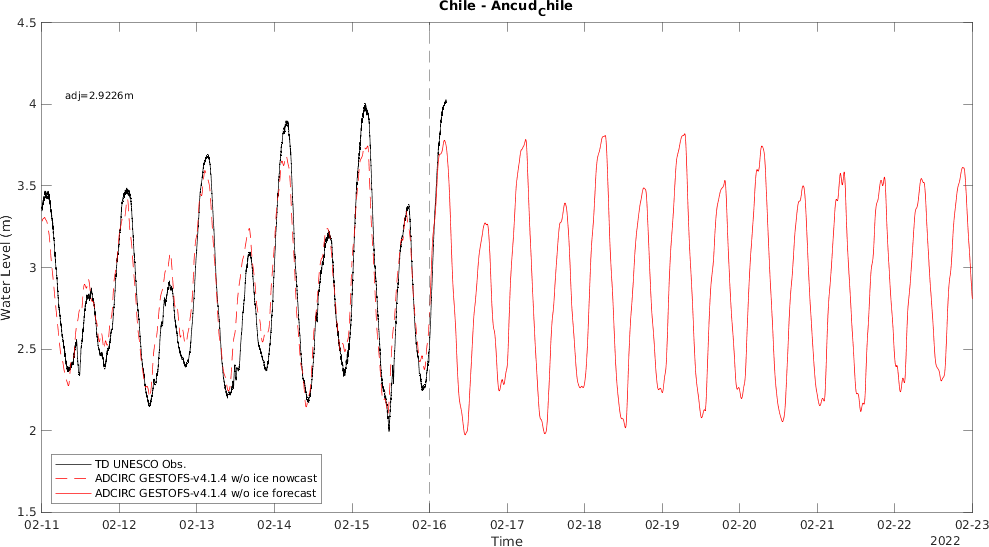 Chile - Ancud_Chile
4.5
4
3.5
3
2.5
2
1.5
Water Level (m)
adj=2.9226m
TD UNESCO Obs.
ADCIRC GESTOFS-v4.1.4 w/o ice nowcast
ADCIRC GESTOFS-v4.1.4 w/o ice forecast
02-11 02-12 02-13 02-14 02-15 02-16 02-17 02-18 02-19 02-20 02-21 02-22 02-23
Time
2022